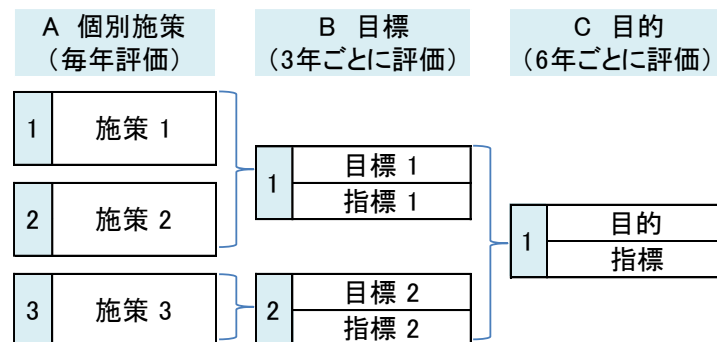 A 個別施策
(毎年評価)
B 目標
(3年ごとに評価)
C 目的
(6年ごとに評価)
1 施策 1
2 施策 2
3 施策 3
1 目標 1
指標 1
2 目標 2
指標 2
1 目的
指標